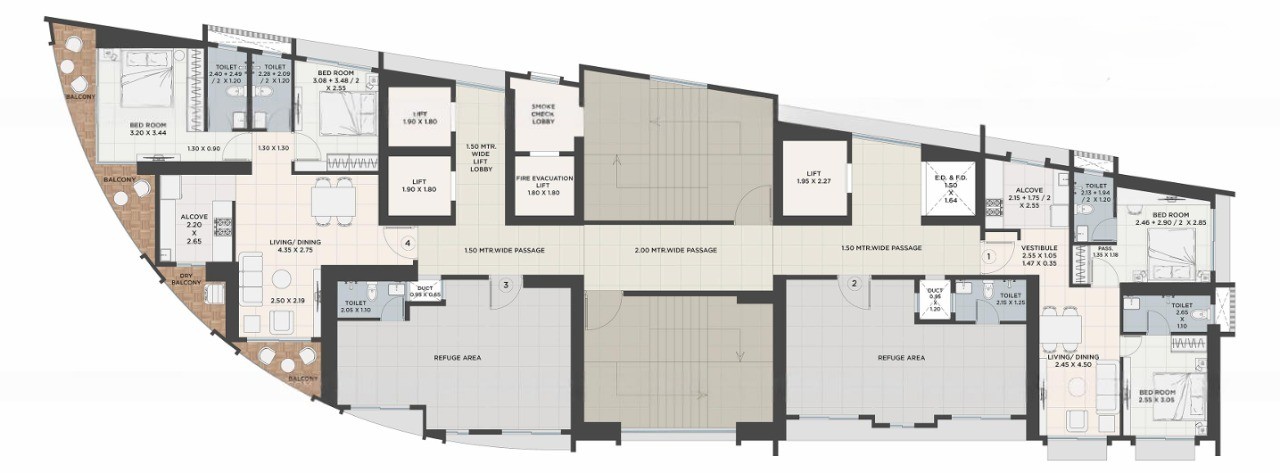 BALCONY
BED ROOM
3.20 X 3.44
TOILET
2.40 + 2.49
/ 2 X 1.20
TOILET
2.28 + 2.09
/ 2 X 1.20
BED ROOM
3.08 + 3.48 / 2
X 2.55
1.30 X 0.90
1.30 X 1.30
BALCONY
ALCOVE
2.20
X
2.65
LIVING/ DINING
4.35 X 2.75
DRY
BALCONY
2.50 X 2.19
BALCONY
4
LIFT
1.90 X 1.80
LIFT
1.90 X 1.80
1.50 MTR.
WIDE
LIFT
LOBBY
SMOKE
CHECK
LOBBY
FIRE EVACUATION
LIFT
1.80 X 1.80
1.50 MTR.WIDE PASSAGE
2.00 MTR.WIDE PASSAGE
1.50 MTR.WIDE PASSAGE
TOILET
2.05 X 1.10
DUCT
0.95 X 0.65
3
REFUGE AREA
LIFT
1.95 X 2.27
E.D. & F.D.
1.50
X
1.64
2
DUCT
0.95
X
1.20
TOILET
2.15 X 1.25
REFUGE AREA
1
ALCOVE
2.15 + 1.75 / 2
X 2.55
VESTIBULE
2.55 X 1.05
1.47 X 0.35
TOILET
2.13 + 1.94
/ 2 X 1.20
PASS.
1.35 X 1.16
BED ROOM
2.46 + 2.90 / 2 X 2.85
TOILET
2.65
X
1.10
LIVING/ DINING
2.45 X 4.50
BED ROOM
2.55 X 3.05